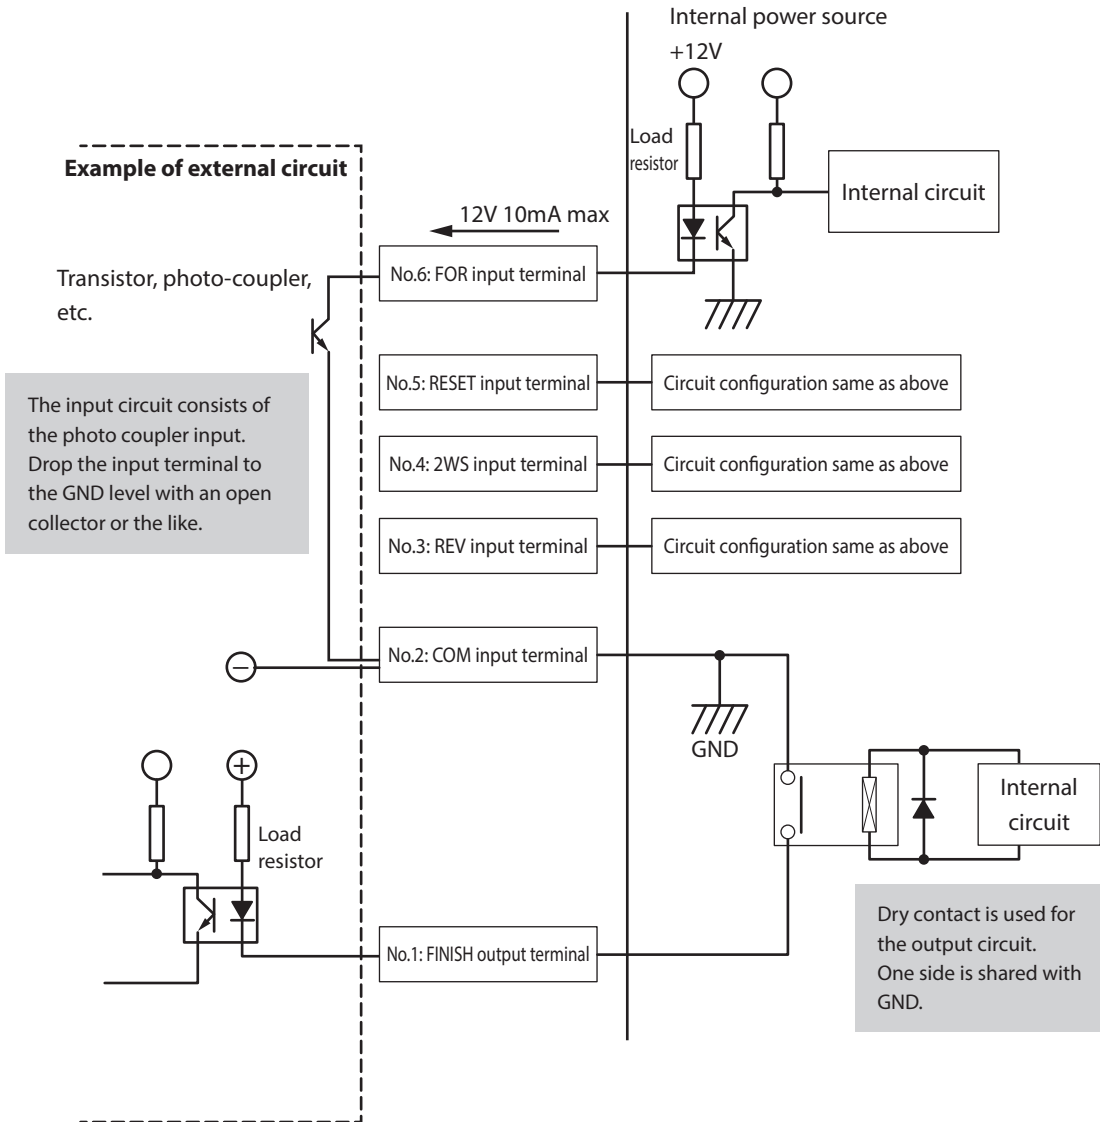 Internal power source
+12V
Load
resistor
Example of external circuit
Internal circuit
12V 10mA max
No.6: FOR input terminal
Transistor, photo-coupler,
etc.
No.5: RESET input terminal
Circuit configuration same as above
The input circuit consists of
the photo coupler input.
Drop the input terminal to
the GND level with an open
collector or the like.
No.4: 2WS input terminal
Circuit configuration same as above
No.3: REV input terminal
Circuit configuration same as above
No.2: COM input terminal
−
GND
+
Load
resistor
Internal
circuit
No.1: FINISH output terminal
Dry contact is used for
the output circuit.
One side is shared with
GND.